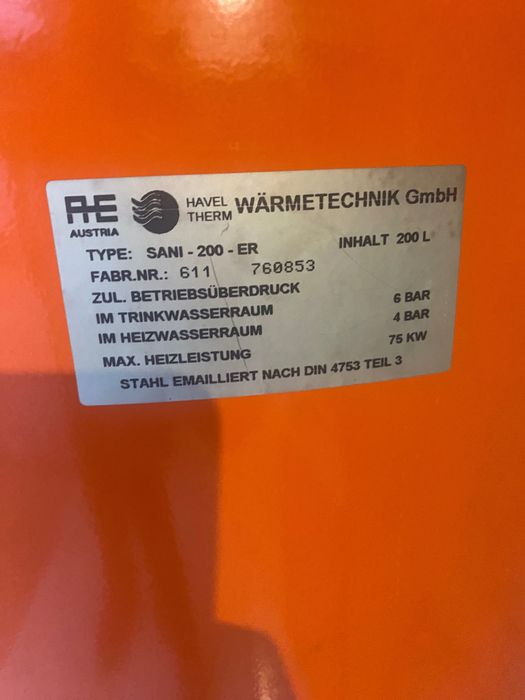 AE AUSTRIA
HAVEL THERM WÄRMETECHNIK GmbH
TYPE: SANI - 200 - ER INHALT 200 L
FABR.NR.: 611 760853
ZUL. BETRIEBSÜBERDRUCK
IM TRINKWASSERRAUM 6 BAR
IM HEIZWASSERRAUM 4 BAR
MAX. HEIZLEISTUNG 75 KW
STAHL EMAILLIERT NACH DIN 4753 TEIL 3